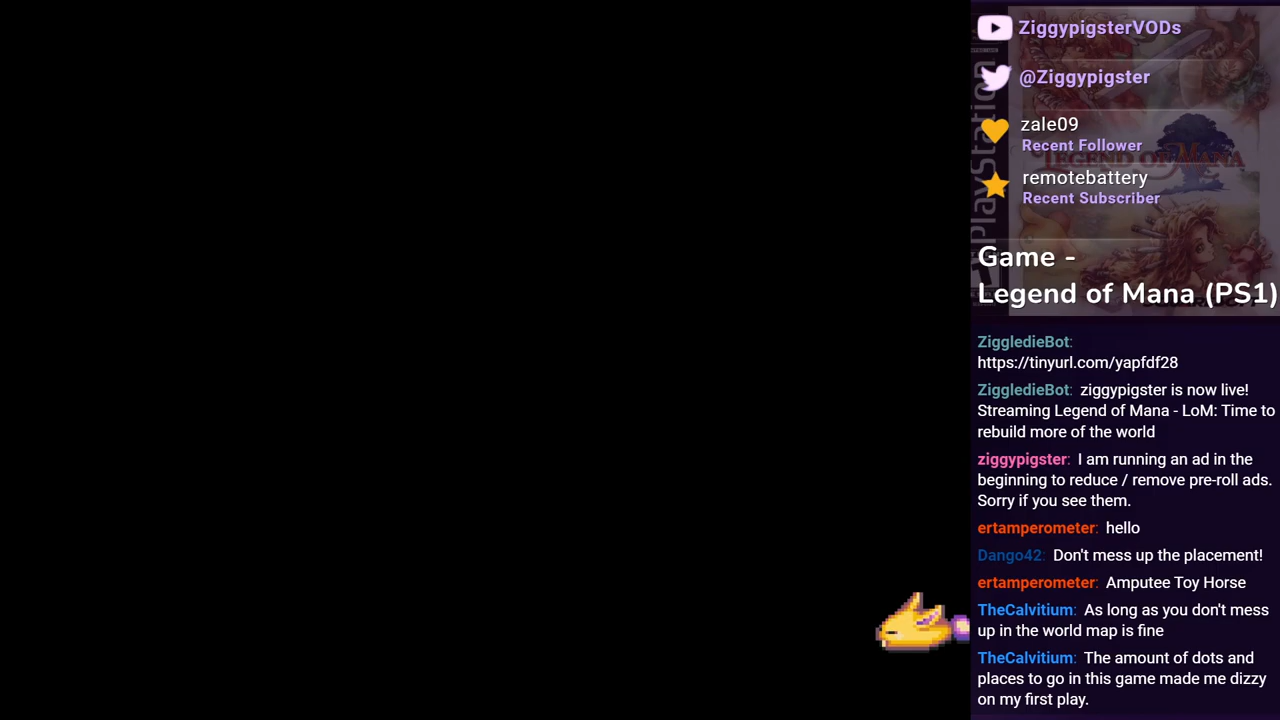 ZiggypigsterVODs
@Ziggypigster
zale09
Recent Follower
remotebattery
Recent Subscriber
PlayStation
LEGEND OF MANA
Game -
Legend of Mana (PS1)
ZiggledieBot:
https://tinyurl.com/yapfdf28
ZiggledieBot: ziggypigster is now live!
Streaming Legend of Mana - LoM: Time to
rebuild more of the world
ziggypigster: I am running an ad in the
beginning to reduce / remove pre-roll ads.
Sorry if you see them.
ertamperometer: hello
Dango42: Don't mess up the placement!
ertamperometer: Amputee Toy Horse
TheCalvitium: As long as you don't mess
up in the world map is fine
TheCalvitium: The amount of dots and
places to go in this game made me dizzy
on my first play.